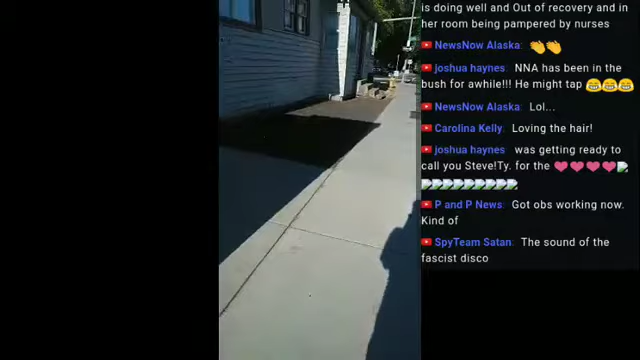 is doing well and Out of recovery and in
her room being pampered by nurses
NewsNow Alaska:
joshua haynes: NNA has been in the
bush for awhile!!! He might tap
NewsNow Alaska: Lol...
Carolina Kelly: Loving the hair!
joshua haynes: was getting ready to
call you Steve!Ty. for the
P and P News: Got obs working now.
Kind of
SpyTeam Satan: The sound of the
fascist disco